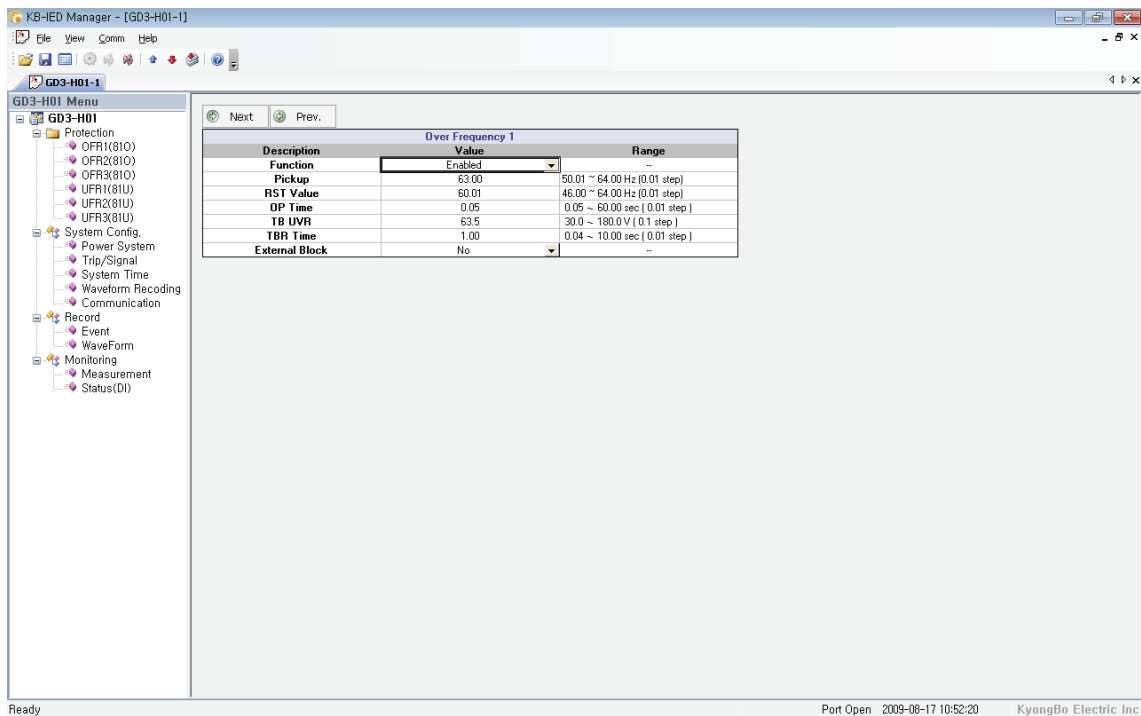 KB-IED Manager - [GD3-H01-1]
File View Comm Help
GD3-H01-1
GD3-H01 Menu
GD3-H01
Protection
OFR1(81O)
OFR2(81O)
OFR3(81O)
UFR1(81U)
UFR2(81U)
UFR3(81U)
System Config,
Power System
Trip/Signal
System Time
Waveform Recoding
Communication
Record
Event
WaveForm
Monitoring
Measurement
Status(DI)
Next Prev.
Over Frequency 1
Description Value Range
Function Enabled --
Pickup 63.00 50.01 ~ 64.00 Hz (0.01 step)
RST Value 60.01 46.00 ~ 64.00 Hz (0.01 step)
OP Time 0.05 0.05 ~ 60.00 sec ( 0.01 step )
TB UVR 63.5 30.0 ~ 180.0 V ( 0.1 step )
TBR Time 1.00 0.04 ~ 10.00 sec ( 0.01 step )
External Block No --
Ready Port Open 2009-08-17 10:52:20 KyongBo Electric Inc